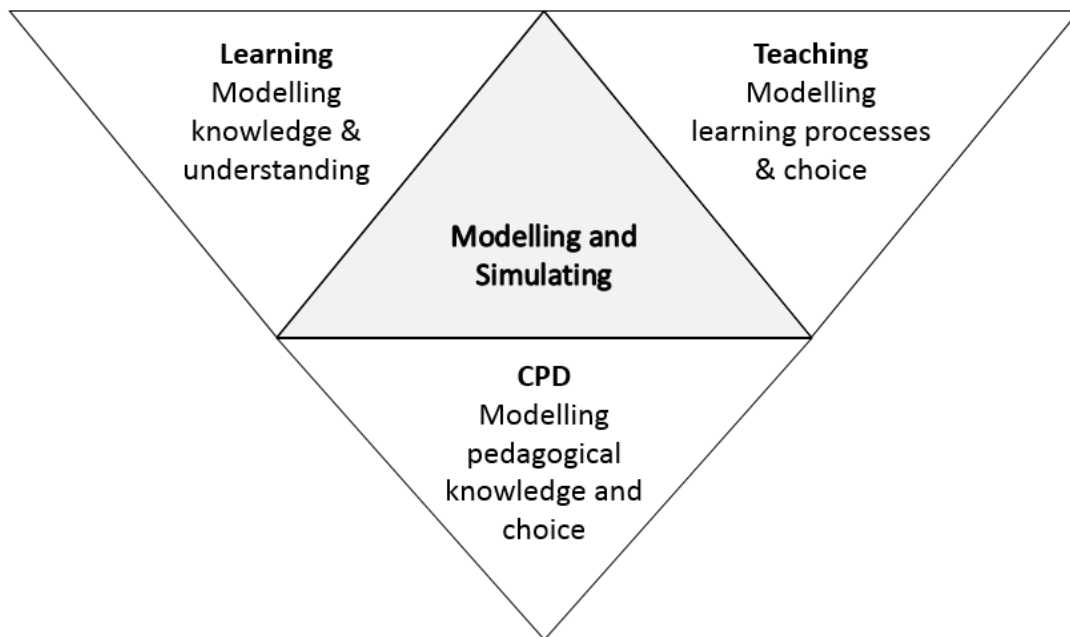 Learning
Modelling
knowledge &
understanding
Teaching
Modelling
learning processes
& choice
Modelling and
Simulating
CPD
Modelling
pedagogical
knowledge and
choice